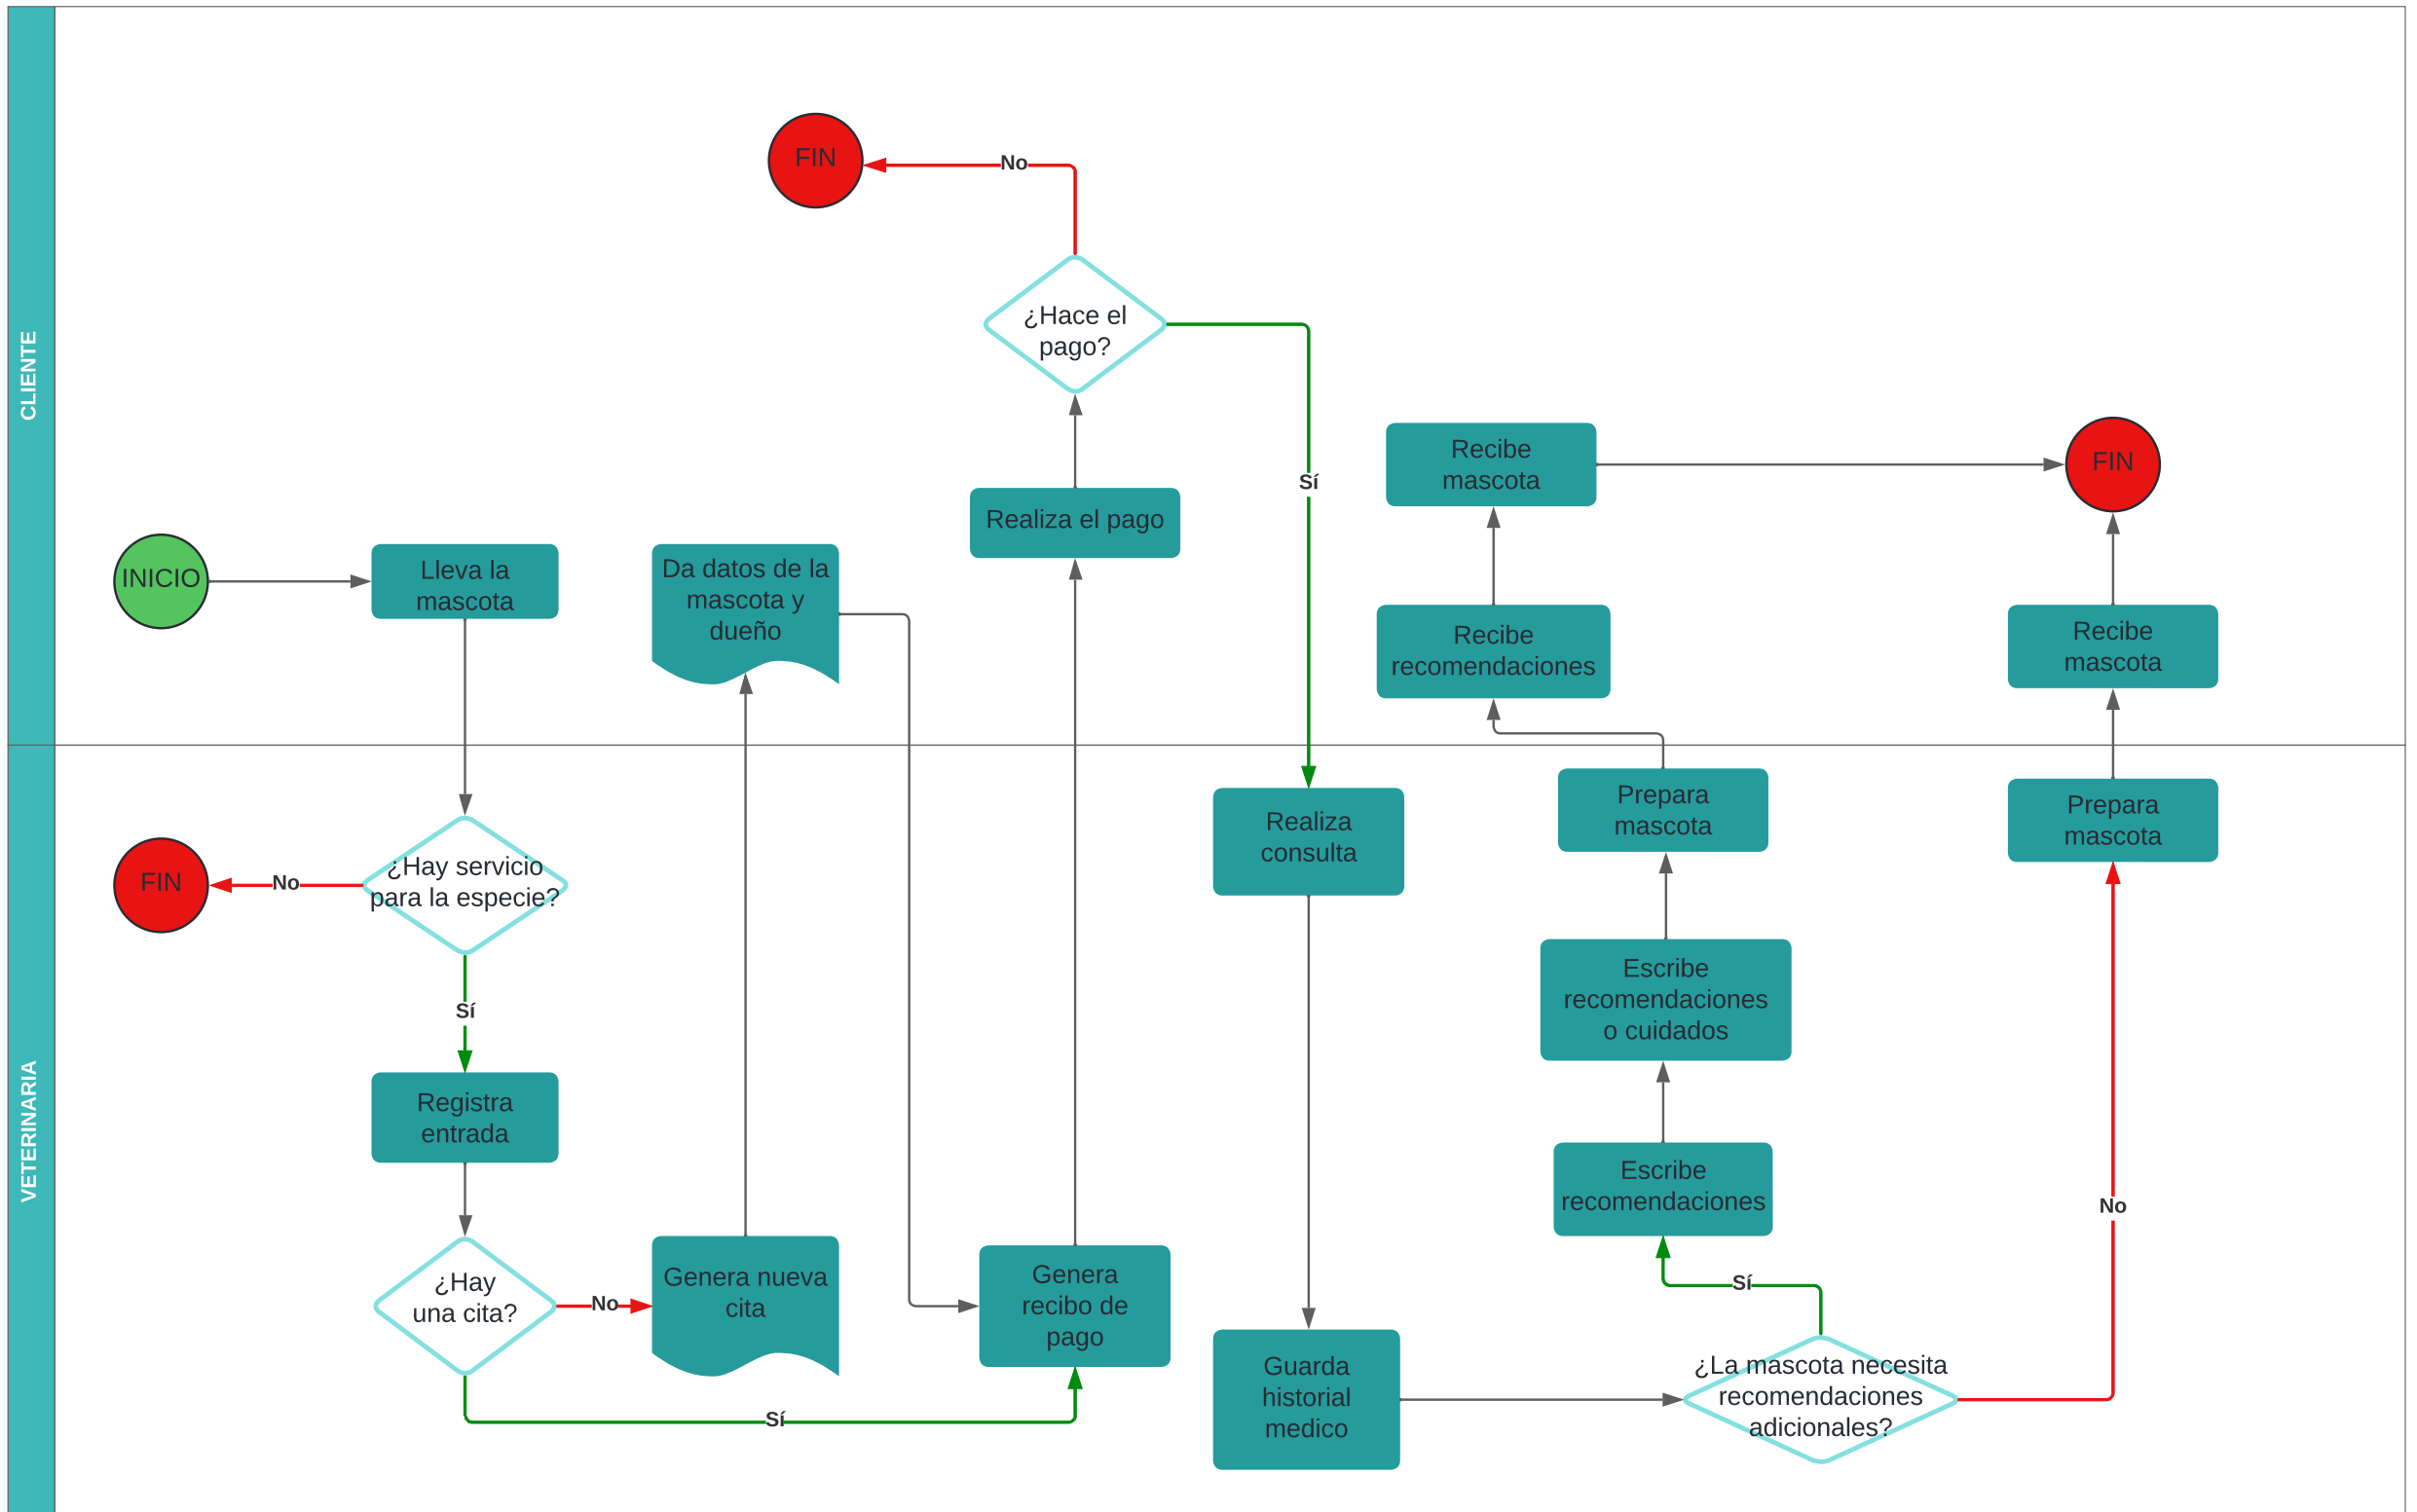 CLIENTE
FIN
No
¿Hace el
pago?
Sí
Recibe
mascota
FIN
Realiza el pago
INICIO
Lleva la
mascota
Da datos de la
mascota y
dueño
Recibe
recomendaciones
Recibe
mascota
VETERINARIA
FIN
No
¿Hay servicio
para la especie?
Sí
Registra
entrada
¿Hay
una cita?
No
Genera nueva
cita
Sí
Genera
recibo de
pago
Realiza
consulta
Guarda
historial
medico
Prepara
mascota
Escribe
recomendaciones
o cuidados
Escribe
recomendaciones
Sí
¿La mascota necesita
recomendaciones
adicionales?
No
Prepara
mascota